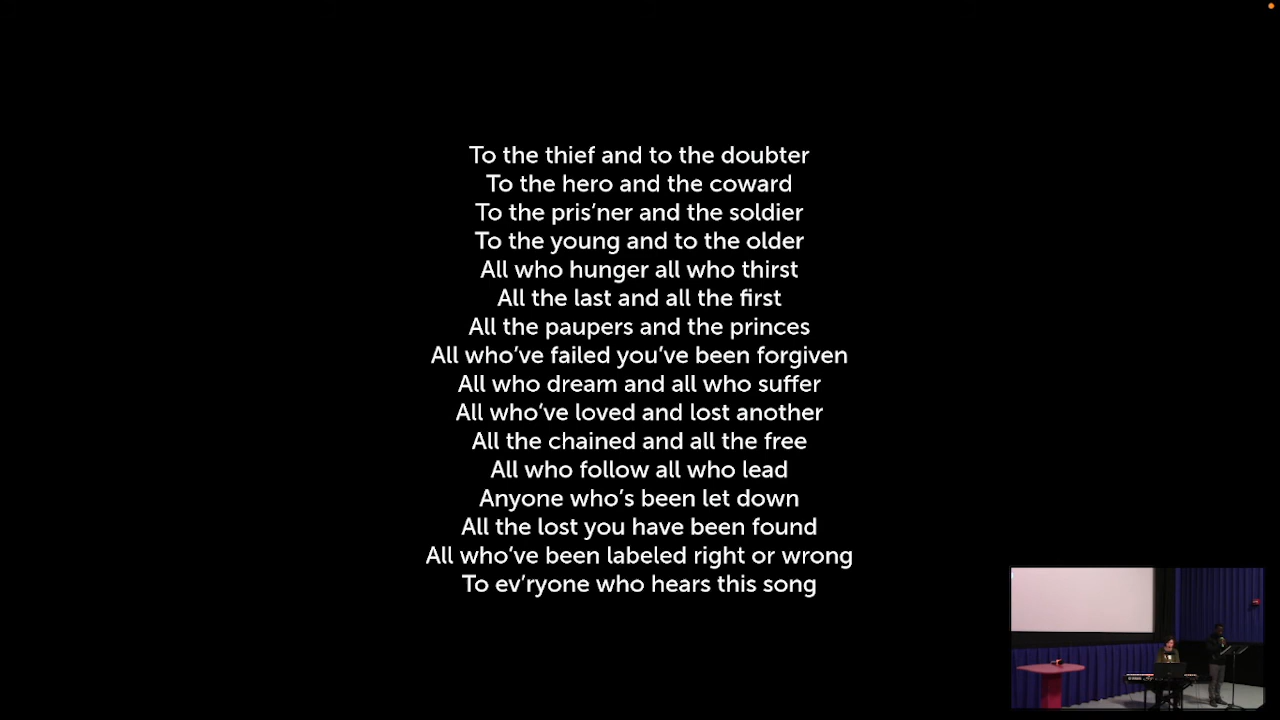 To the thief and to the doubter
To the hero and the coward
To the pris’ner and the soldier
To the young and to the older
All who hunger all who thirst
All the last and all the first
All the paupers and the princes
All who’ve failed you’ve been forgiven
All who dream and all who suffer
All who’ve loved and lost another
All the chained and all the free
All who follow all who lead
Anyone who’s been let down
All the lost you have been found
All who’ve been labeled right or wrong
To ev’ryone who hears this song